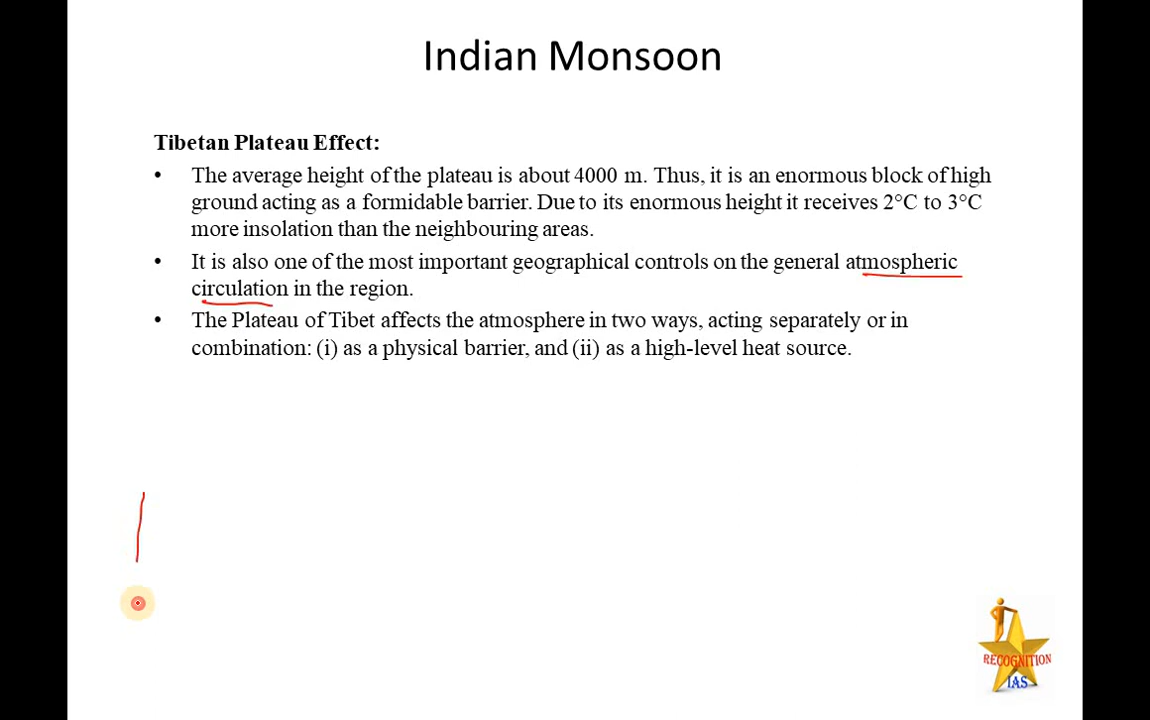 Indian Monsoon
Tibetan Plateau Effect:
• The average height of the plateau is about 4000 m. Thus, it is an enormous block of high
ground acting as a formidable barrier. Due to its enormous height it receives 2°C to 3°C
more insolation than the neighbouring areas.
• It is also one of the most important geographical controls on the general atmospheric
circulation in the region.
• The Plateau of Tibet affects the atmosphere in two ways, acting separately or in
combination: (i) as a physical barrier, and (ii) as a high-level heat source.
RECOGNITION
IAS